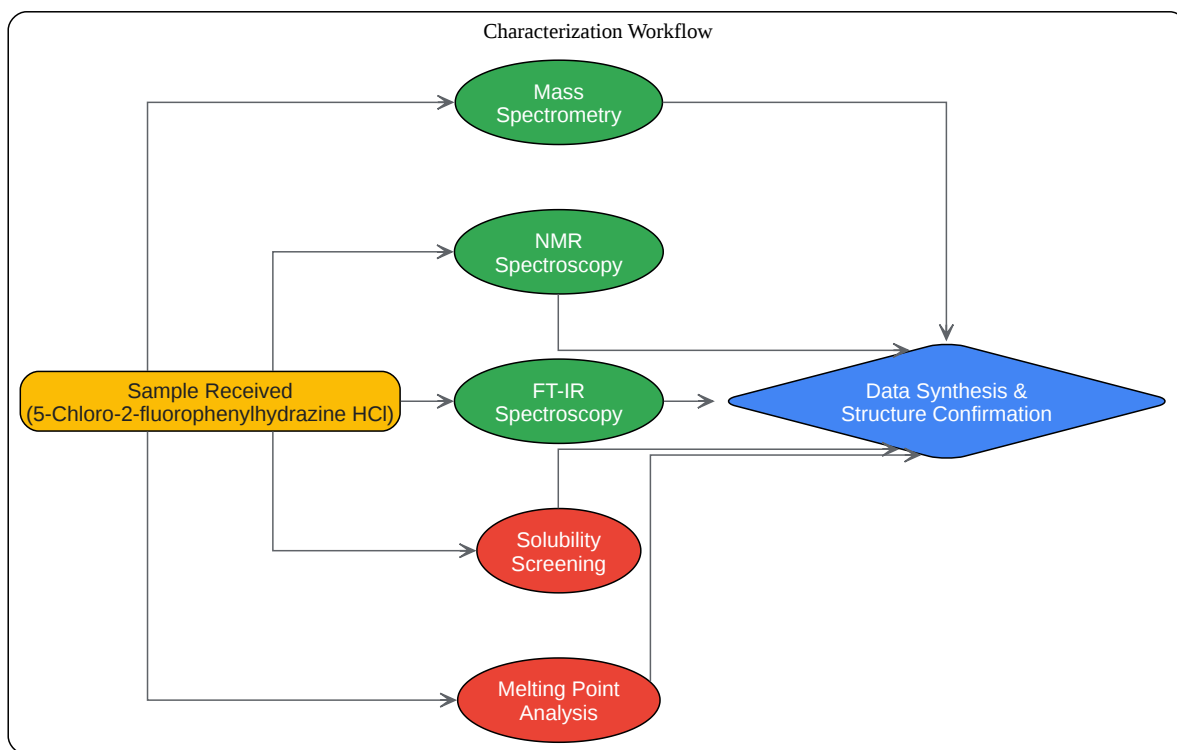 Characterization Workflow
Mass
Spectrometry
NMR
Spectroscopy
Sample Received
(5-Chloro-2-fluorophenylhydrazine HCl)
FT-IR
Spectroscopy
Data Synthesis &
Structure Confirmation
Solubility
Screening
Melting Point
Analysis